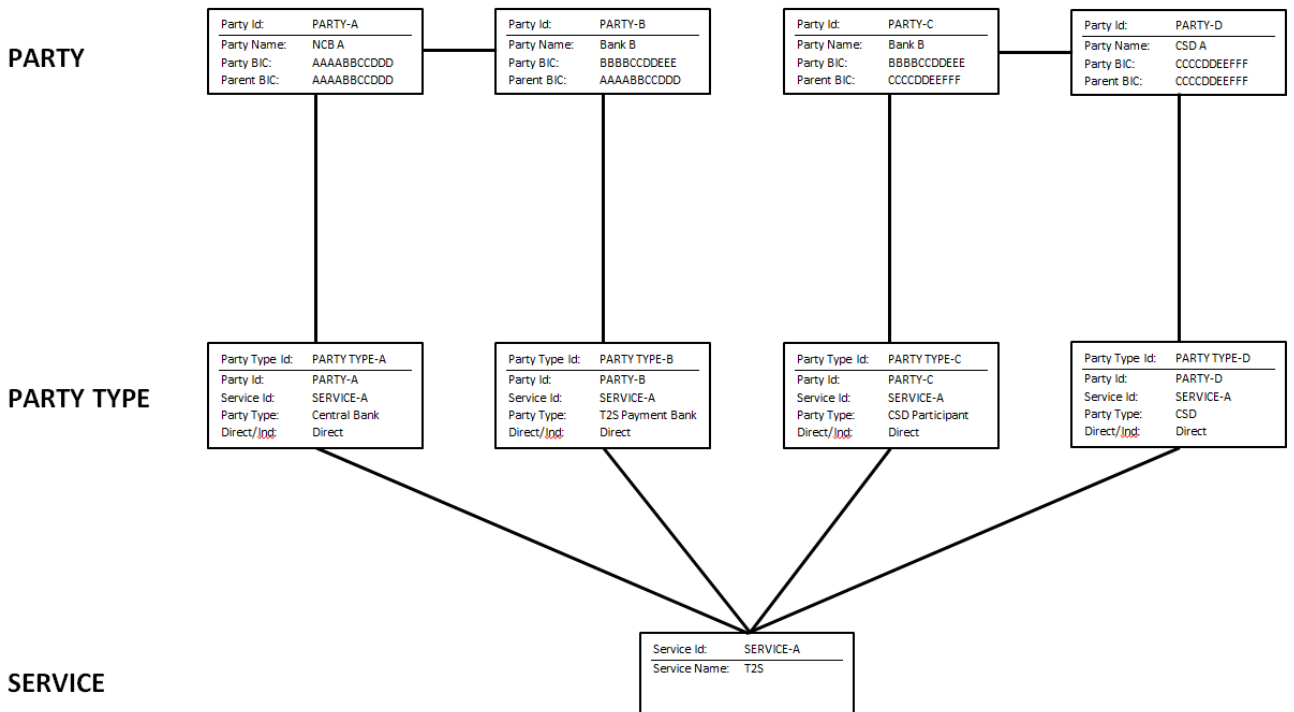 PARTY
Party Id: PARTY-A
Party Name: NCB A
Party BIC: AAAABBCCDDD
Parent BIC: AAAABBCCDDD
Party Id: PARTY-B
Party Name: Bank B
Party BIC: BBBBCCDDEEE
Parent BIC: AAAABBCCDDD
Party Id: PARTY-C
Party Name: Bank B
Party BIC: BBBBCCDDEEE
Parent BIC: CCCCDDEEFFF
Party Id: PARTY-D
Party Name: CSD A
Party BIC: CCCCDDEEFFF
Parent BIC: CCCCDDEEFFF
PARTY TYPE
Party Type Id: PARTY TYPE-A
Party Id: PARTY-A
Service Id: SERVICE-A
Party Type: Central Bank
Direct/Ind: Direct
Party Type Id: PARTY TYPE-B
Party Id: PARTY-B
Service Id: SERVICE-A
Party Type: T2S Payment Bank
Direct/Ind: Direct
Party Type Id: PARTY TYPE-C
Party Id: PARTY-C
Service Id: SERVICE-A
Party Type: CSD Participant
Direct/Ind: Direct
Party Type Id: PARTY TYPE-D
Party Id: PARTY-D
Service Id: SERVICE-A
Party Type: CSD
Direct/Ind: Direct
SERVICE
Service Id: SERVICE-A
Service Name: T2S